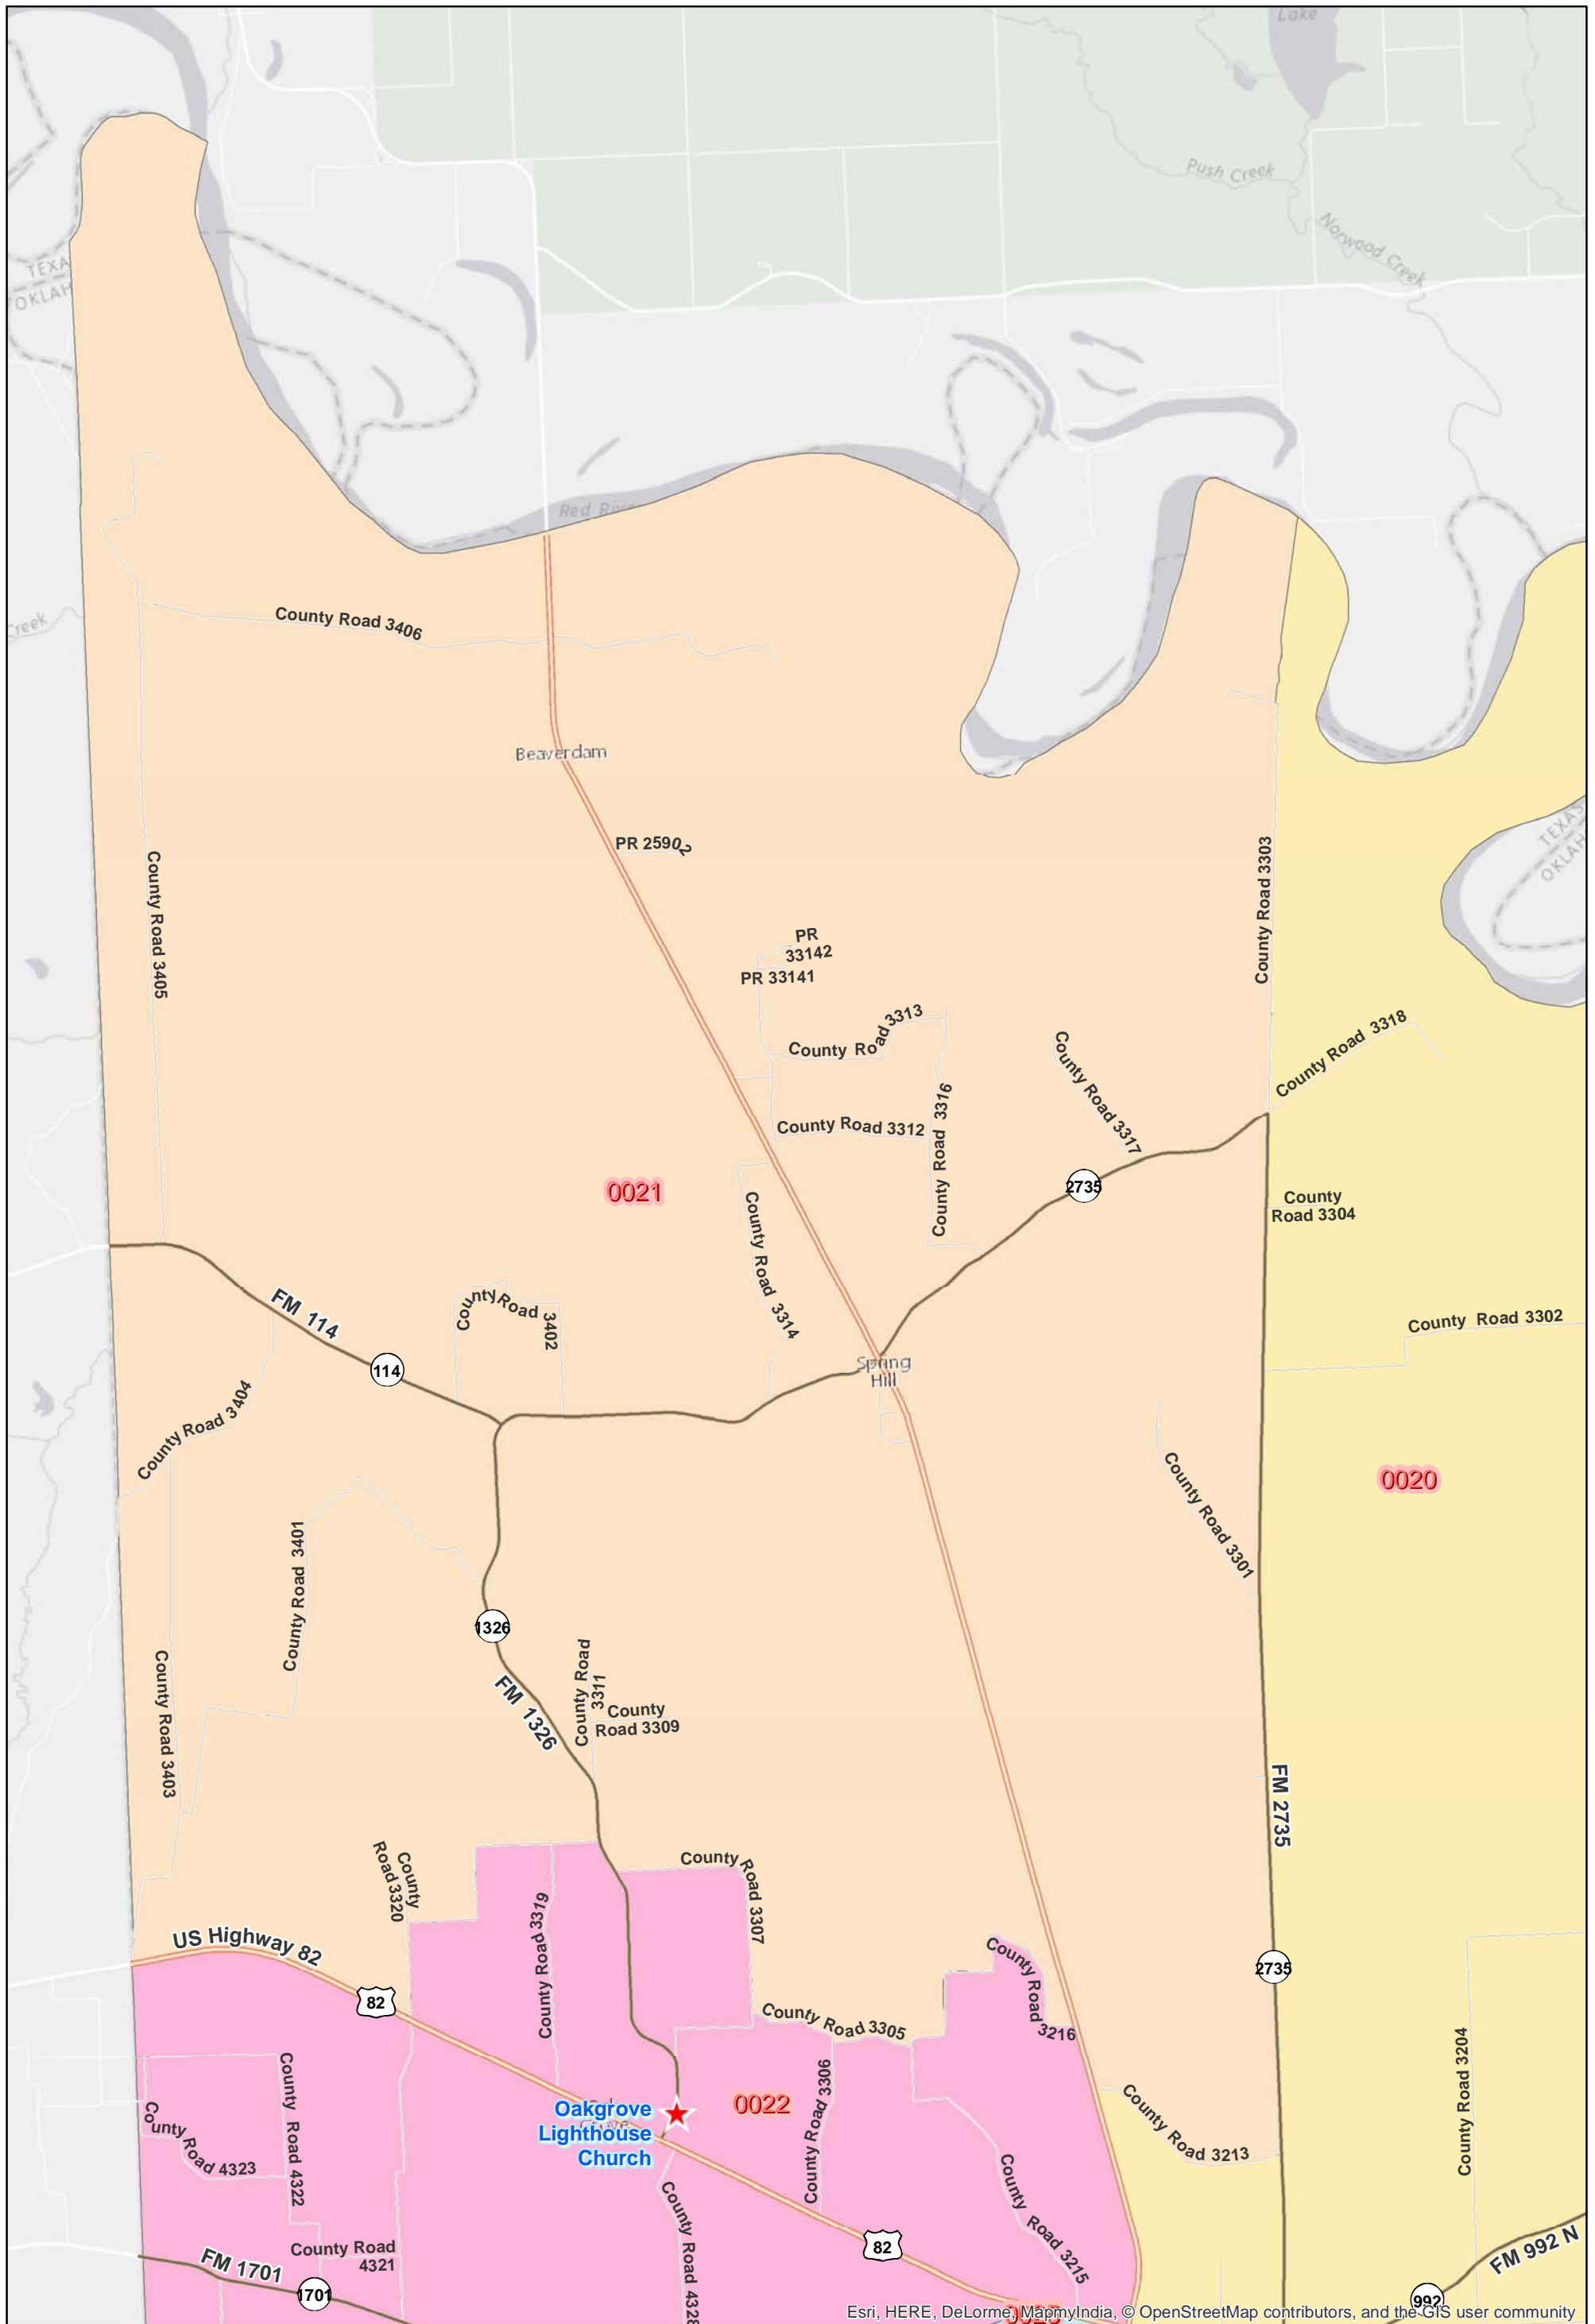 Lake
Push Creek
Norwood Creek
TEXA
OKLAH
Red Rive
Creek
County Road 3406
Beaverdam
PR 25902
PR
33142
PR 33141
County Road 3405
County Road 3303
TEXAS
OKLAH
County Road 3313
County Road 3316
County Road 3312
County Road 3317
County Road 3318
2735
0021
County
Road 3304
County Road 3314
FM 114
114
County Road 3402
Spring
Hill
County Road 3302
County Road 3404
0020
County Road 3301
County Road 3401
1326
FM 1326
County Road
3311
County
Road 3309
County Road 3403
FM 2735
County
Road 3320
County Road 3307
County Road 3319
US Highway 82
82
2735
County Road 3216
County Road 3305
County Road 3306
0022
Oakgrove
Lighthouse
Church
County Road 3204
County Road 3213
County Road 4323
County Road 4322
County Road 3215
County Road 4328
County Road
4321
FM 1701
1701
82
FM 992 N
992
Esri, HERE, DeLorme, MapmyIndia, © OpenStreetMap contributors, and the GIS user community